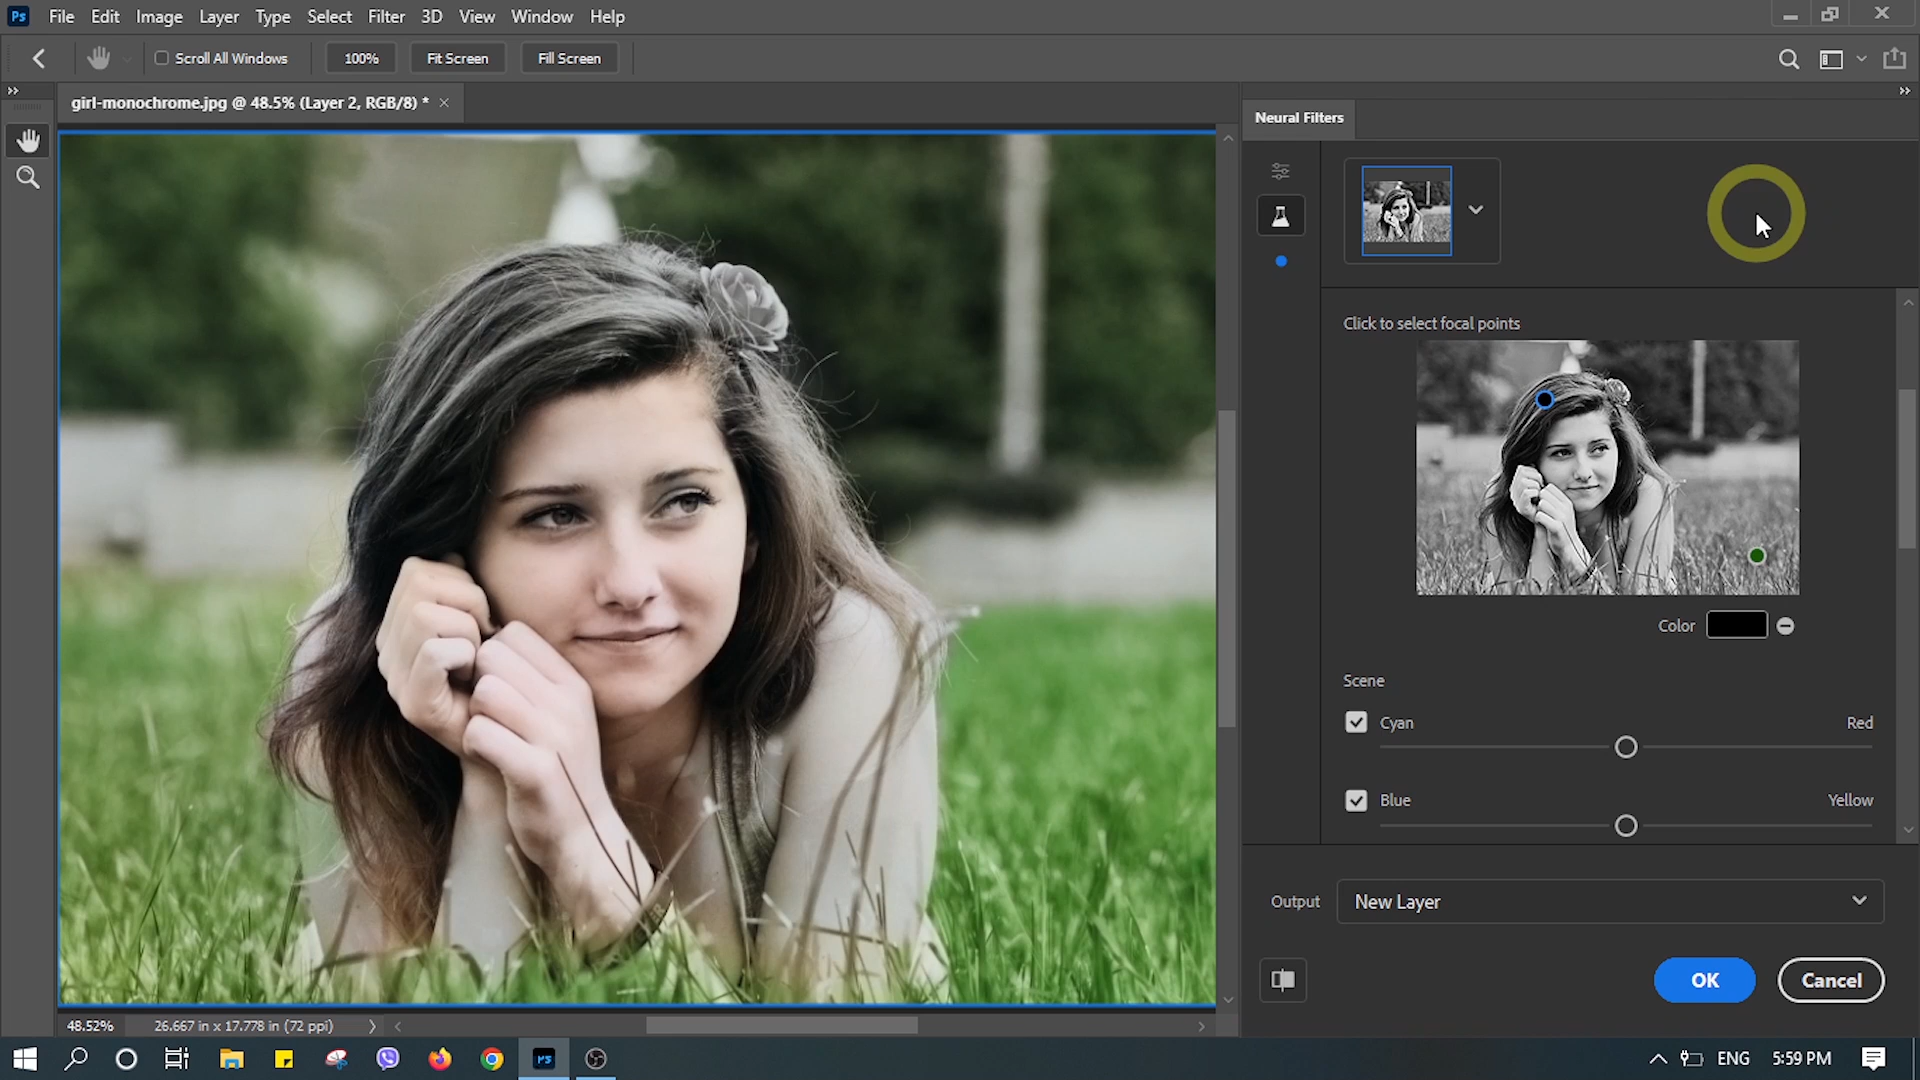 Ps File Edit Image Layer Type Select Filter 3D View Window Help
Scroll All Windows 100% Fit Screen Fill Screen
girl-monochrome.jpg @ 48.5% (Layer 2, RGB/8) *
Neural Filters
Click to select focal points
Color
Scene
Cyan Red
Blue Yellow
Output New Layer
OK Cancel
48.52% 26.667 in x 17.778 in (72 ppi)
Ps ENG 5:59 PM